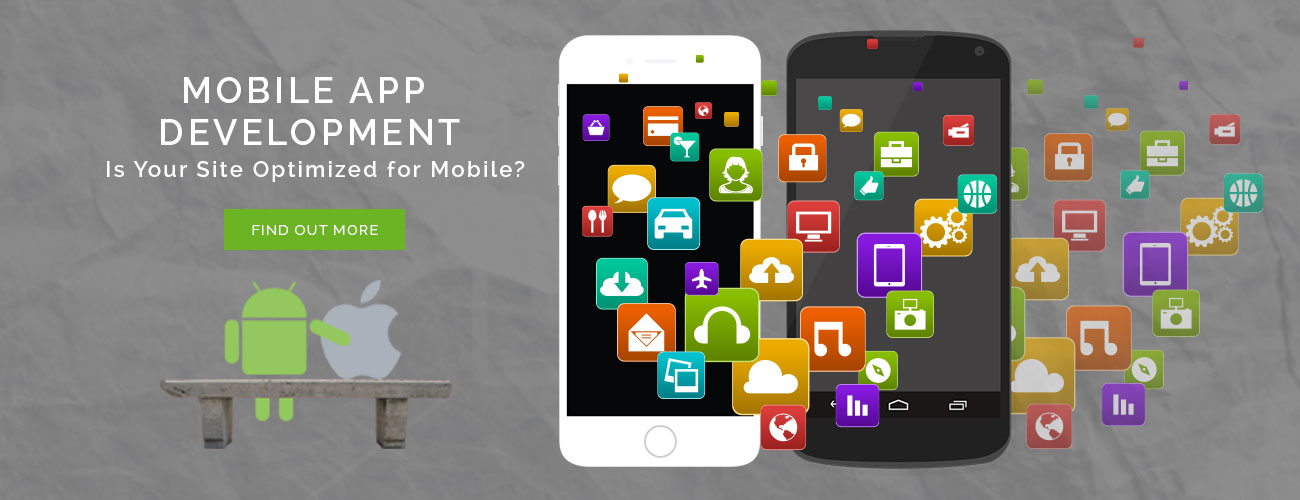 MOBILE APP
DEVELOPMENT
Is Your Site Optimized for Mobile?
FIND OUT MORE